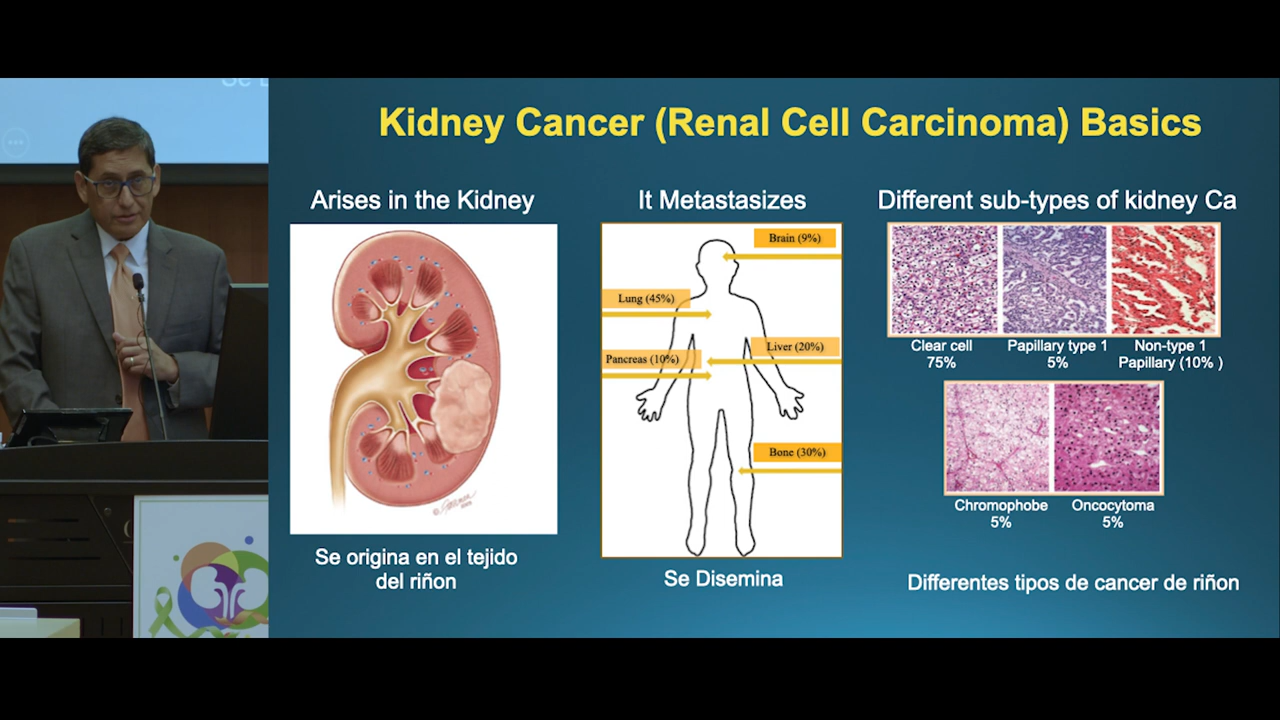 Kidney Cancer (Renal Cell Carcinoma) Basics
Arises in the Kidney
Se origina en el tejido
del riñon
It Metastasizes
Brain (9%)
Lung (45%)
Liver (20%)
Pancreas (10%)
Bone (30%)
Se Disemina
Different sub-types of kidney Ca
Clear cell
75%
Papillary type 1
5%
Non-type 1
Papillary (10% )
Chromophobe
5%
Oncocytoma
5%
Differentes tipos de cancer de riñon